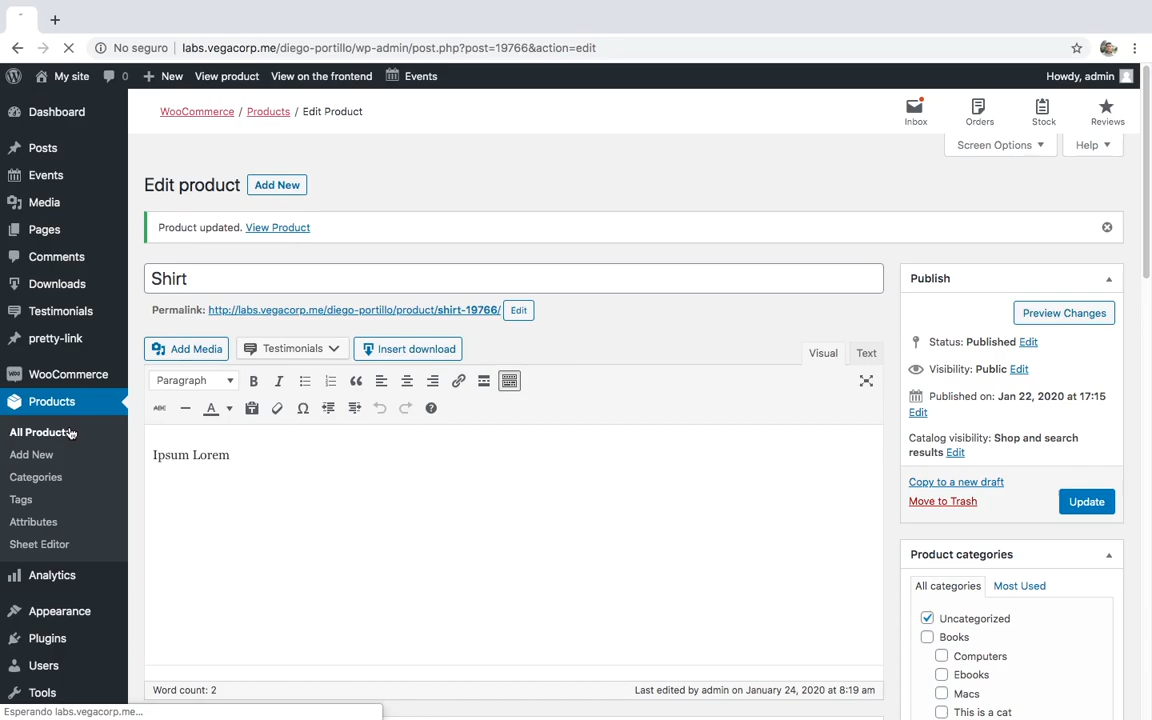 No seguro | labs.vegacorp.me/diego-portillo/wp-admin/post.php?post=19766&action=edit
My site 0 New View product View on the frontend Events Howdy, admin
Dashboard
Posts
Events
Media
Pages
Comments
Downloads
Testimonials
pretty-link
WooCommerce
Products
All Products
Add New
Categories
Tags
Attributes
Sheet Editor
Analytics
Appearance
Plugins
Users
Tools
Esperando labs.vegacorp.me...
WooCommerce / Products / Edit Product
Inbox Orders Stock Reviews
Screen Options Help
Edit product Add New
Product updated. View Product
Shirt
Permalink: http://labs.vegacorp.me/diego-portillo/product/shirt-19766/ Edit
Add Media Testimonials Insert download Visual Text
Paragraph B I
ABC A
Ipsum Lorem
Word count: 2 Last edited by admin on January 24, 2020 at 8:19 am
Publish
Preview Changes
Status: Published Edit
Visibility: Public Edit
Published on: Jan 22, 2020 at 17:15
Edit
Catalog visibility: Shop and search
results Edit
Copy to a new draft
Move to Trash Update
Product categories
All categories Most Used
Uncategorized
Books
Computers
Ebooks
Macs
This is a cat